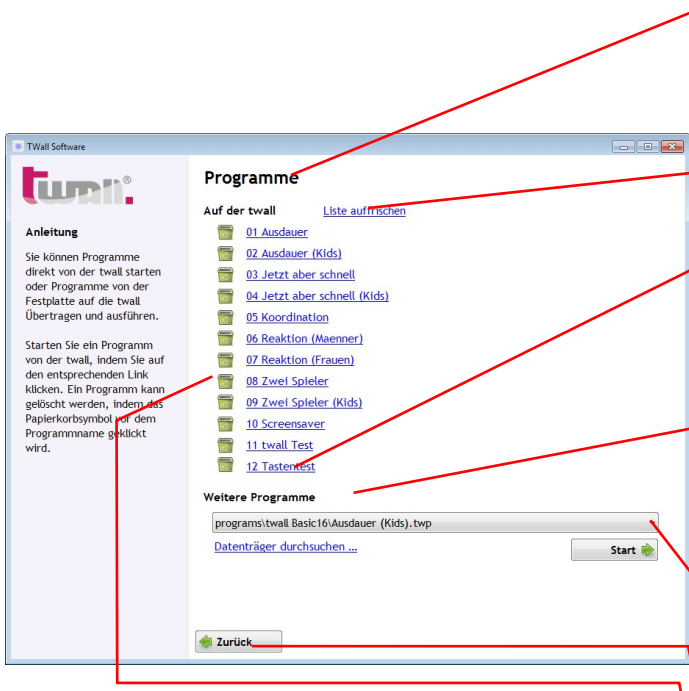 TWall Software
twall®
Programme
Auf der twall Liste auffrischen
Anleitung
Sie können Programme
direkt von der twall starten
oder Programme von der
Festplatte auf die twall
Übertragen und ausführen.
Starten Sie ein Programm
von der twall, indem Sie auf
den entsprechenden Link
klicken. Ein Programm kann
gelöscht werden, indem das
Papierkorbsymbol vor dem
Programmname geklickt
wird.
01 Ausdauer
02 Ausdauer (Kids)
03 Jetzt aber schnell
04 Jetzt aber schnell (Kids)
05 Koordination
06 Reaktion (Maenner)
07 Reaktion (Frauen)
08 Zwei Spieler
09 Zwei Spieler (Kids)
10 Screensaver
11 twall Test
12 Tastentest
Weitere Programme
programs\twall Basic16\Ausdauer (Kids).twp
Datenträger durchsuchen ...
Start
Zurück